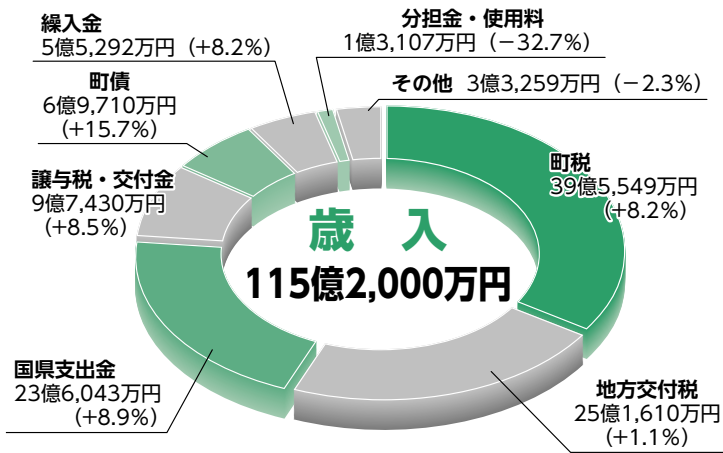 繰入金
5億5,292万円（+8.2%）
分担金・使用料
1億3,107万円（−32.7%）
町債
6億9,710万円
（+15.7%）
その他 3億3,259万円（−2.3%）
譲与税・交付金
9億7,430万円
（+8.5%）
町税
39億5,549万円
（+8.2%）
歳入
115億2,000万円
国県支出金
23億6,043万円
（+8.9%）
地方交付税
25億1,610万円
（+1.1%）